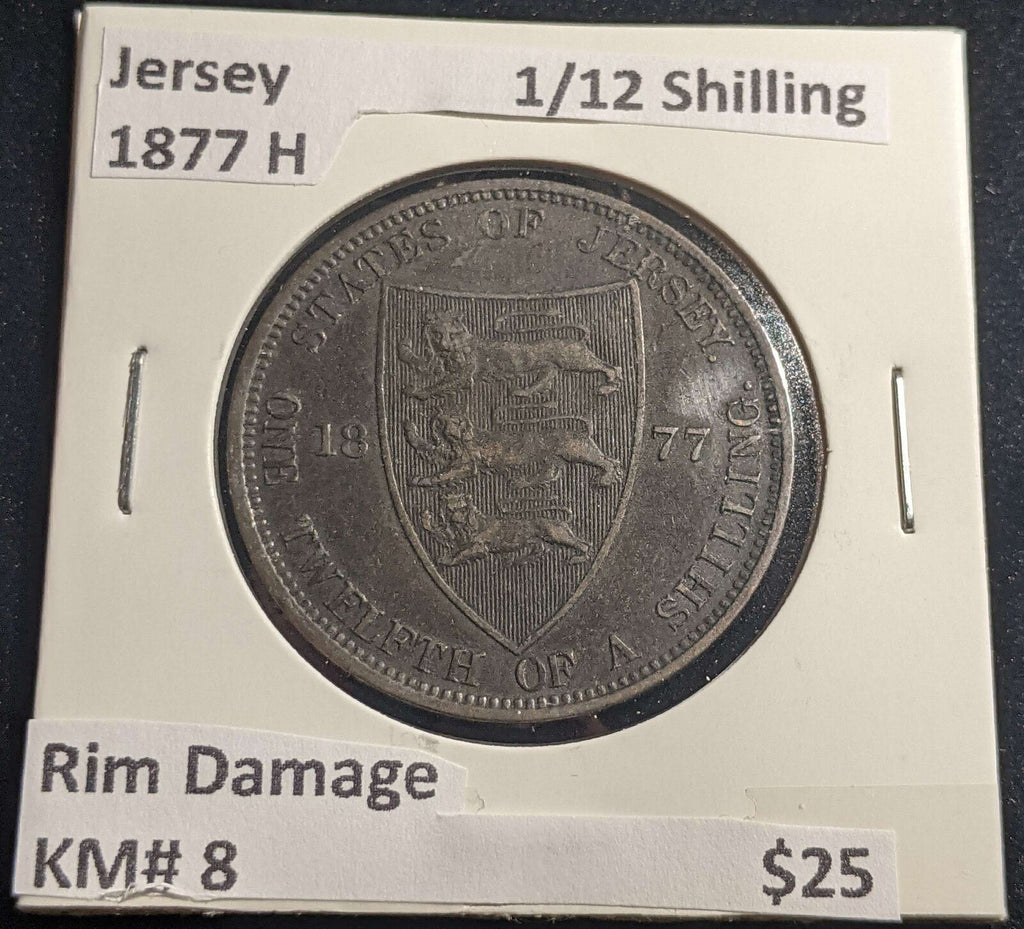 Jersey 1/12 Shilling
1877 H
STATES OF JERSEY.
18 77
ONE TWELFTH OF A SHILLING.
Rim Damage
KM# 8 $25